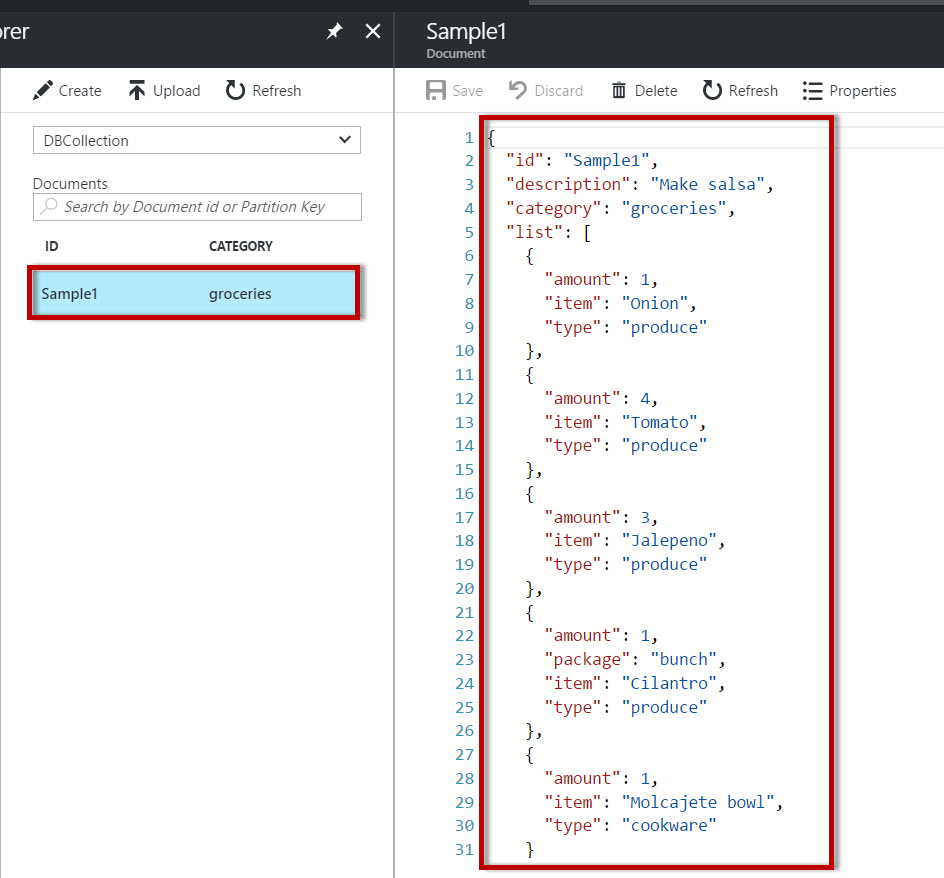 orer
Create Upload Refresh
DBCollection
Documents
Search by Document id or Partition Key
ID CATEGORY
Sample1 groceries
Sample1
Document
Save Discard Delete Refresh Properties
1 {
2 "id": "Sample1",
3 "description": "Make salsa",
4 "category": "groceries",
5 "list": [
6 {
7 "amount": 1,
8 "item": "Onion",
9 "type": "produce"
10 },
11 {
12 "amount": 4,
13 "item": "Tomato",
14 "type": "produce"
15 },
16 {
17 "amount": 3,
18 "item": "Jalepeno",
19 "type": "produce"
20 },
21 {
22 "amount": 1,
23 "package": "bunch",
24 "item": "Cilantro",
25 "type": "produce"
26 },
27 {
28 "amount": 1,
29 "item": "Molcajete bowl",
30 "type": "cookware"
31 }